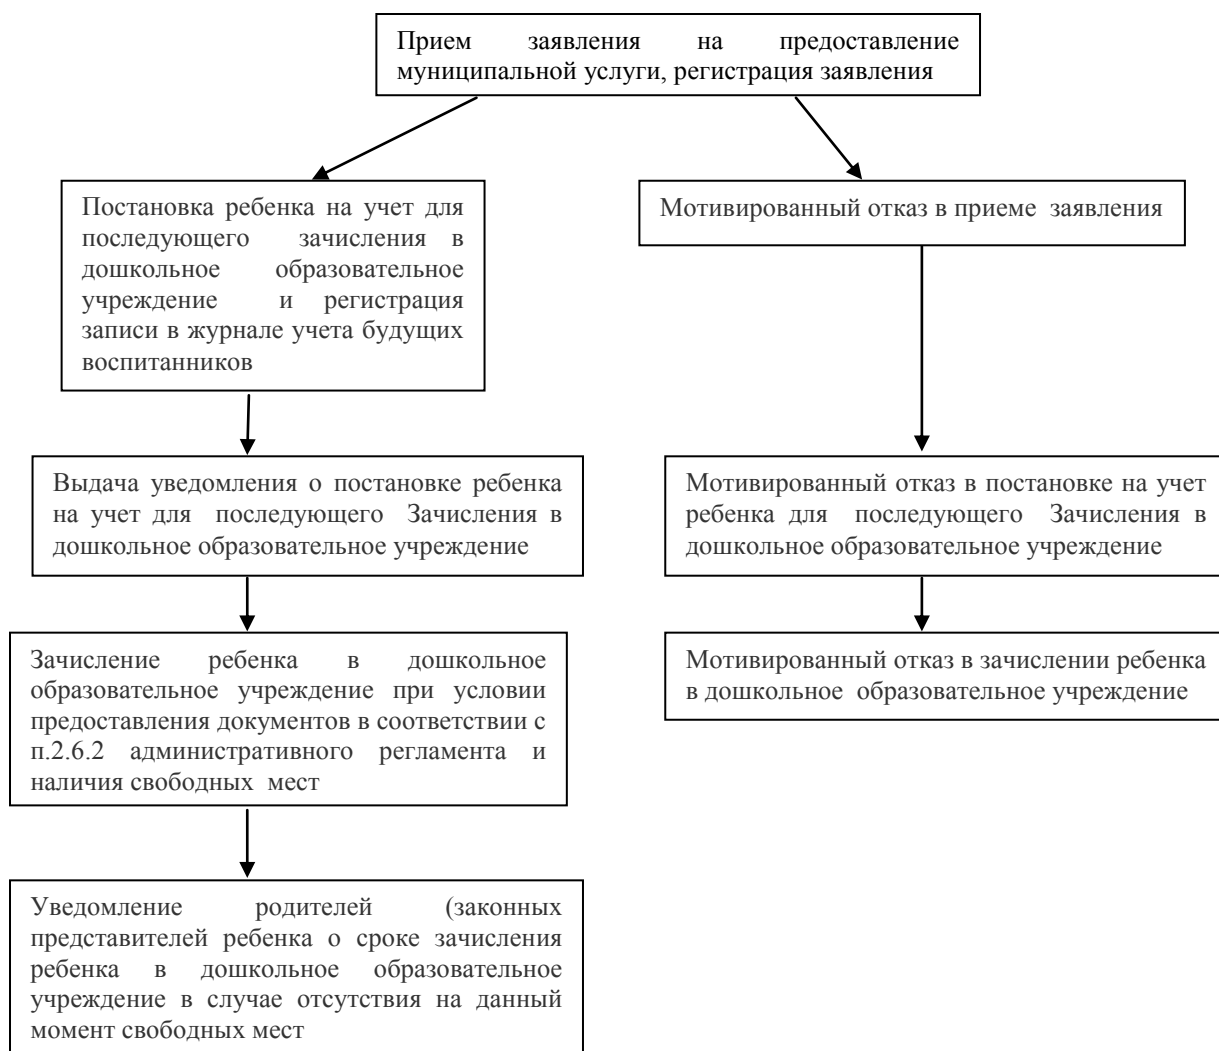 Прием заявления на предоставление
муниципальной услуги, регистрация заявления
Постановка ребенка на учет для
последующего зачисления в
дошкольное образовательное
учреждение и регистрация
записи в журнале учета будущих
воспитанников
Мотивированный отказ в приеме заявления
Выдача уведомления о постановке ребенка
на учет для последующего Зачисления в
дошкольное образовательное учреждение
Мотивированный отказ в постановке на учет
ребенка для последующего Зачисления в
дошкольное образовательное учреждение
Зачисление ребенка в дошкольное
образовательное учреждение при условии
предоставления документов в соответствии с
п.2.6.2 административного регламента и
наличия свободных мест
Мотивированный отказ в зачислении ребенка
в дошкольное образовательное учреждение
Уведомление родителей (законных
представителей ребенка о сроке зачисления
ребенка в дошкольное образовательное
учреждение в случае отсутствия на данный
момент свободных мест